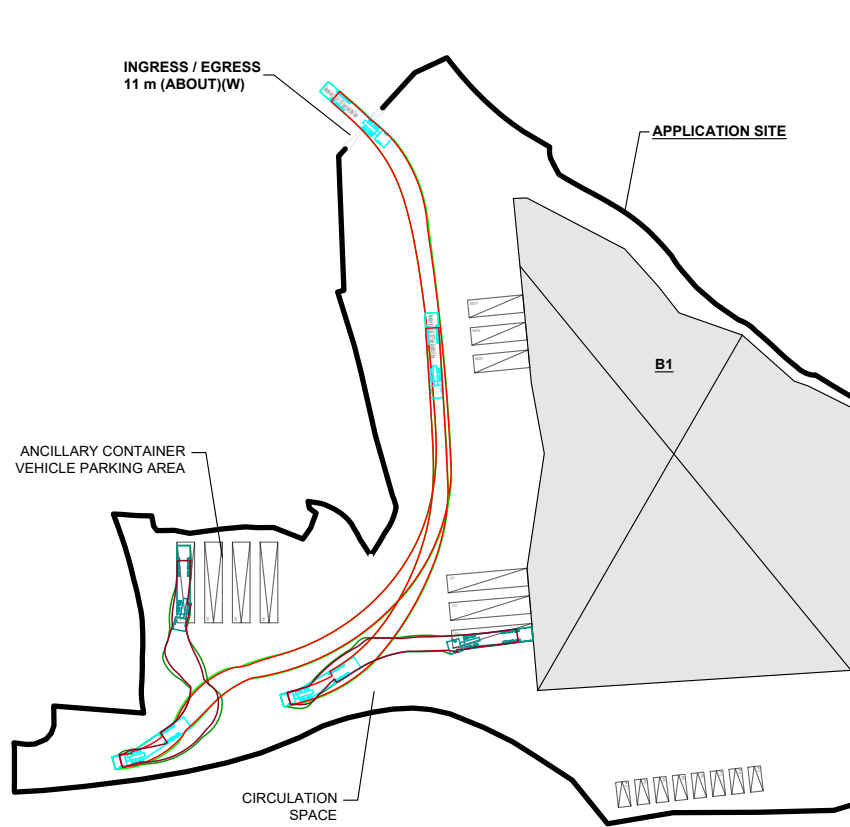 INGRESS / EGRESS
11 m (ABOUT)(W)
APPLICATION SITE
B1
ANCILLARY CONTAINER
VEHICLE PARKING AREA
CIRCULATION
SPACE